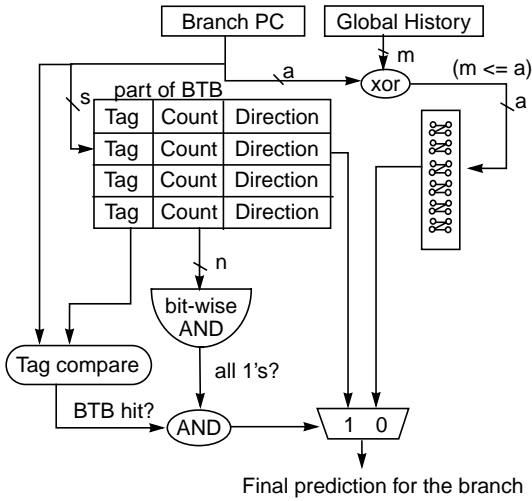 Branch PC
Global History
m
(m <= a)
a
xor
a
s
part of BTB
Tag Count Direction
Tag Count Direction
Tag Count Direction
Tag Count Direction
n
bit-wise
AND
Tag compare
all 1's?
BTB hit?
AND
1 0
Final prediction for the branch